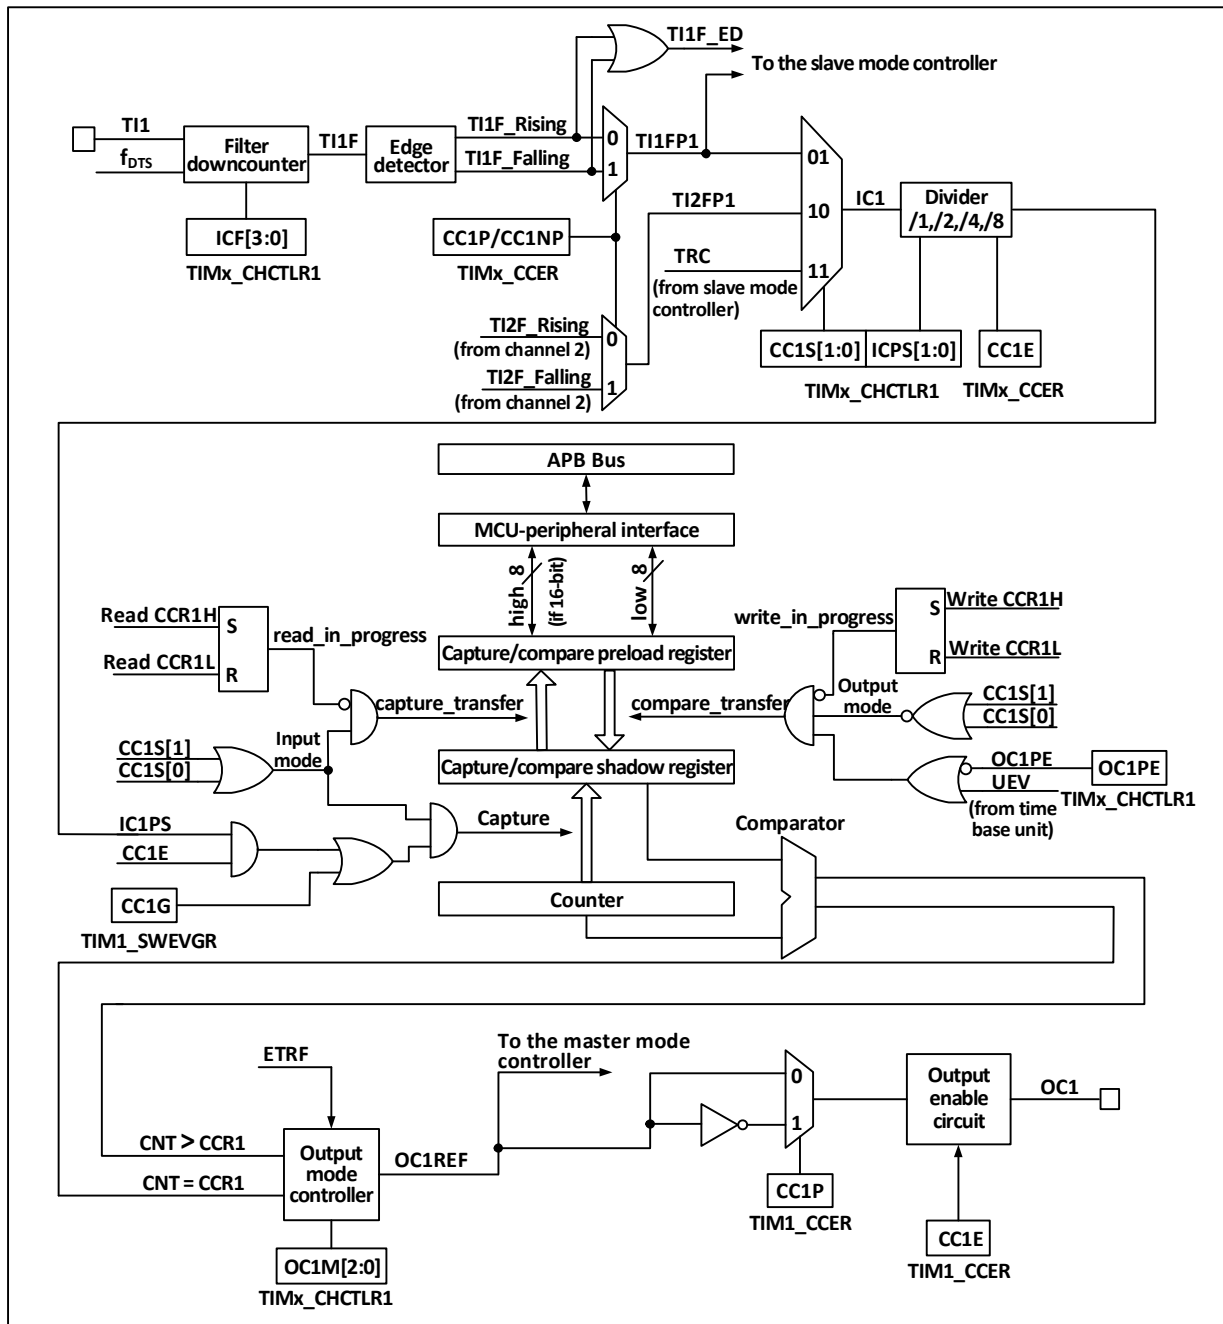 TI1F_ED
To the slave mode controller
TI1
fDTS
Filter
downcounter
TI1F
Edge
detector
TI1F_Rising
TI1F_Falling
0
1
TI1FP1
01
10
11
TI2FP1
TRC
(from slave mode
controller)
IC1
Divider
/1,/2,/4,/8
ICF[3:0]
TIMx_CHCTLR1
CC1P/CC1NP
TIMx_CCER
TI2F_Rising
(from channel 2)
TI2F_Falling
(from channel 2)
0
1
CC1S[1:0]
ICPS[1:0]
TIMx_CHCTLR1
CC1E
TIMx_CCER
APB Bus
MCU-peripheral interface
high
8
(if 16-bit)
low
8
Read CCR1H
Read CCR1L
S
R
read_in_progress
Capture/compare preload register
write_in_progress
S
R
Write CCR1H
Write CCR1L
capture_transfer
compare_transfer
Output
mode
CC1S[1]
CC1S[0]
CC1S[1]
CC1S[0]
Input
mode
Capture/compare shadow register
OC1PE
UEV
(from time
base unit)
OC1PE
TIMx_CHCTLR1
IC1PS
CC1E
CC1G
TIM1_SWEVGR
Capture
Comparator
Counter
ETRF
CNT > CCR1
CNT = CCR1
Output
mode
controller
OC1M[2:0]
TIMx_CHCTLR1
OC1REF
To the master mode
controller
0
1
CC1P
TIM1_CCER
Output
enable
circuit
OC1
CC1E
TIM1_CCER